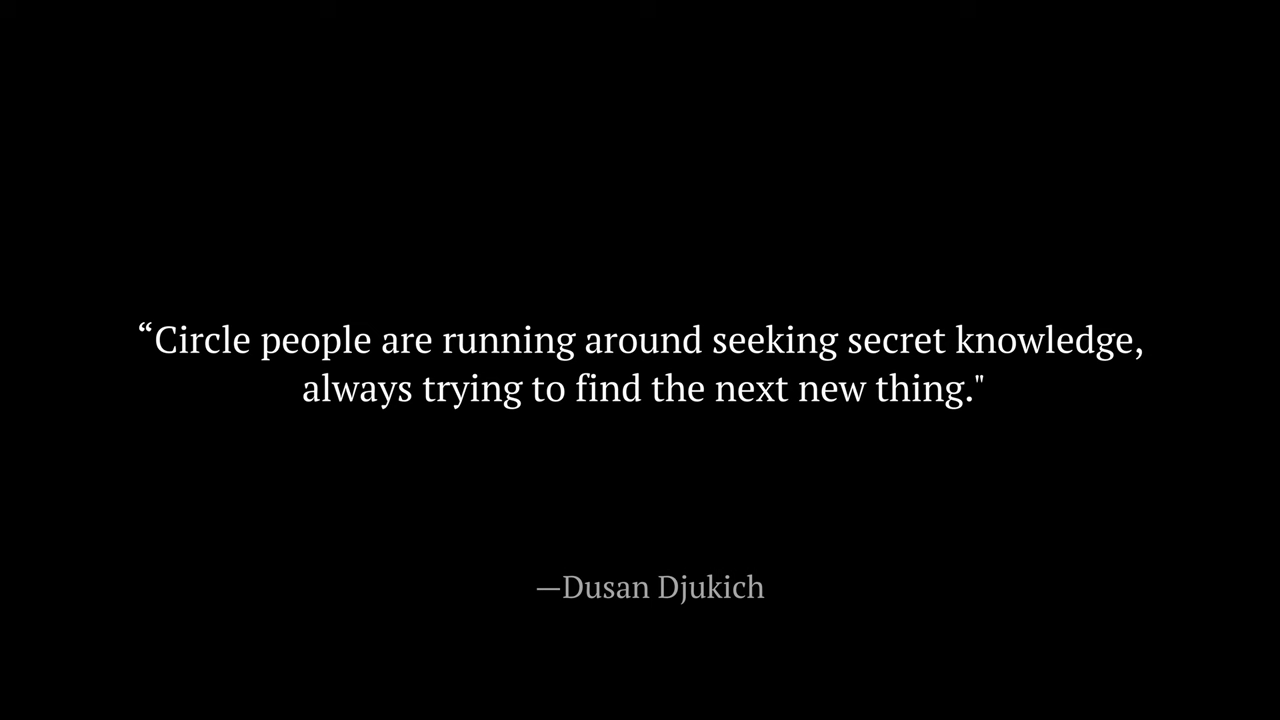 “Circle people are running around seeking secret knowledge,
always trying to find the next new thing."
—Dusan Djukich